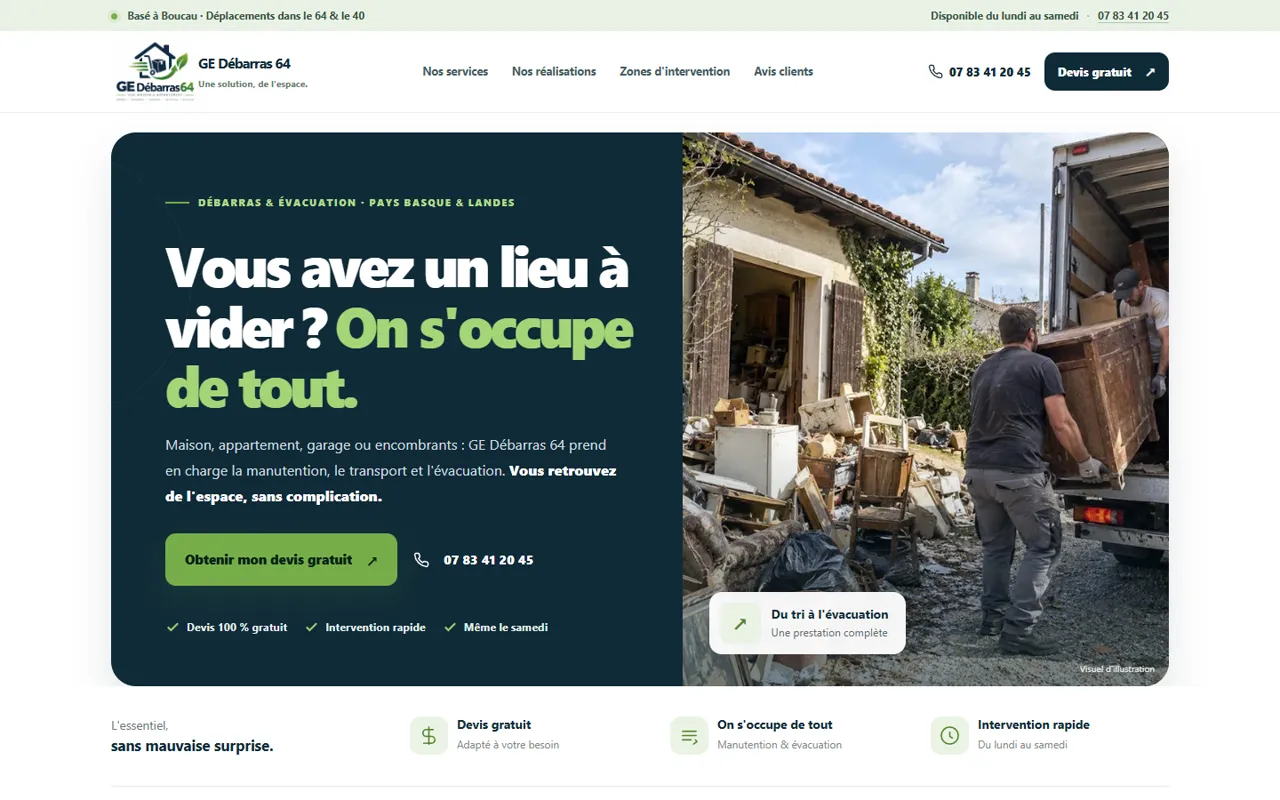 Basé à Boucau · Déplacements dans le 64 & le 40
Disponible du lundi au samedi · 07 83 41 20 45
GE Débarras64
GE Débarras 64
Une solution, de l'espace.
Nos services
Nos réalisations
Zones d'intervention
Avis clients
07 83 41 20 45
Devis gratuit ↗
DÉBARRAS & ÉVACUATION · PAYS BASQUE & LANDES
Vous avez un lieu à
vider ? On s'occupe
de tout.
Maison, appartement, garage ou encombrants : GE Débarras 64 prend
en charge la manutention, le transport et l'évacuation. Vous retrouvez
de l'espace, sans complication.
Obtenir mon devis gratuit ↗
07 83 41 20 45
Devis 100 % gratuit
Intervention rapide
Même le samedi
Du tri à l'évacuation
Une prestation complète
Visuel d'illustration
L'essentiel,
sans mauvaise surprise.
Devis gratuit
Adapté à votre besoin
On s'occupe de tout
Manutention & évacuation
Intervention rapide
Du lundi au samedi